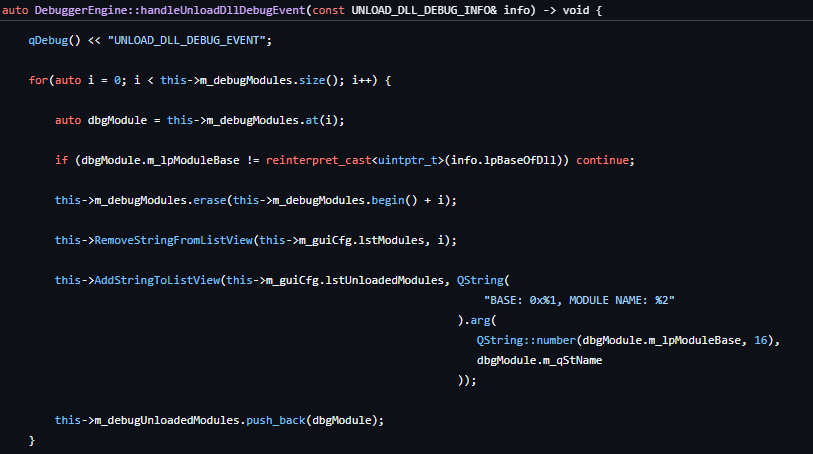 auto DebuggerEngine::handleUnloadDllDebugEvent(const UNLOAD_DLL_DEBUG_INFO& info) -> void {
qDebug() << "UNLOAD_DLL_DEBUG_EVENT";
for(auto i = 0; i < this->m_debugModules.size(); i++) {
auto dbgModule = this->m_debugModules.at(i);
if (dbgModule.m_lpModuleBase != reinterpret_cast<uintptr_t>(info.lpBaseOfDll)) continue;
this->m_debugModules.erase(this->m_debugModules.begin() + i);
this->RemoveStringFromListView(this->m_guiCfg.lstModules, i);
this->AddStringToListView(this->m_guiCfg.lstUnloadedModules, QString(
"BASE: 0x%1, MODULE NAME: %2"
).arg(
QString::number(dbgModule.m_lpModuleBase, 16),
dbgModule.m_qStName
));
this->m_debugUnloadedModules.push_back(dbgModule);
}